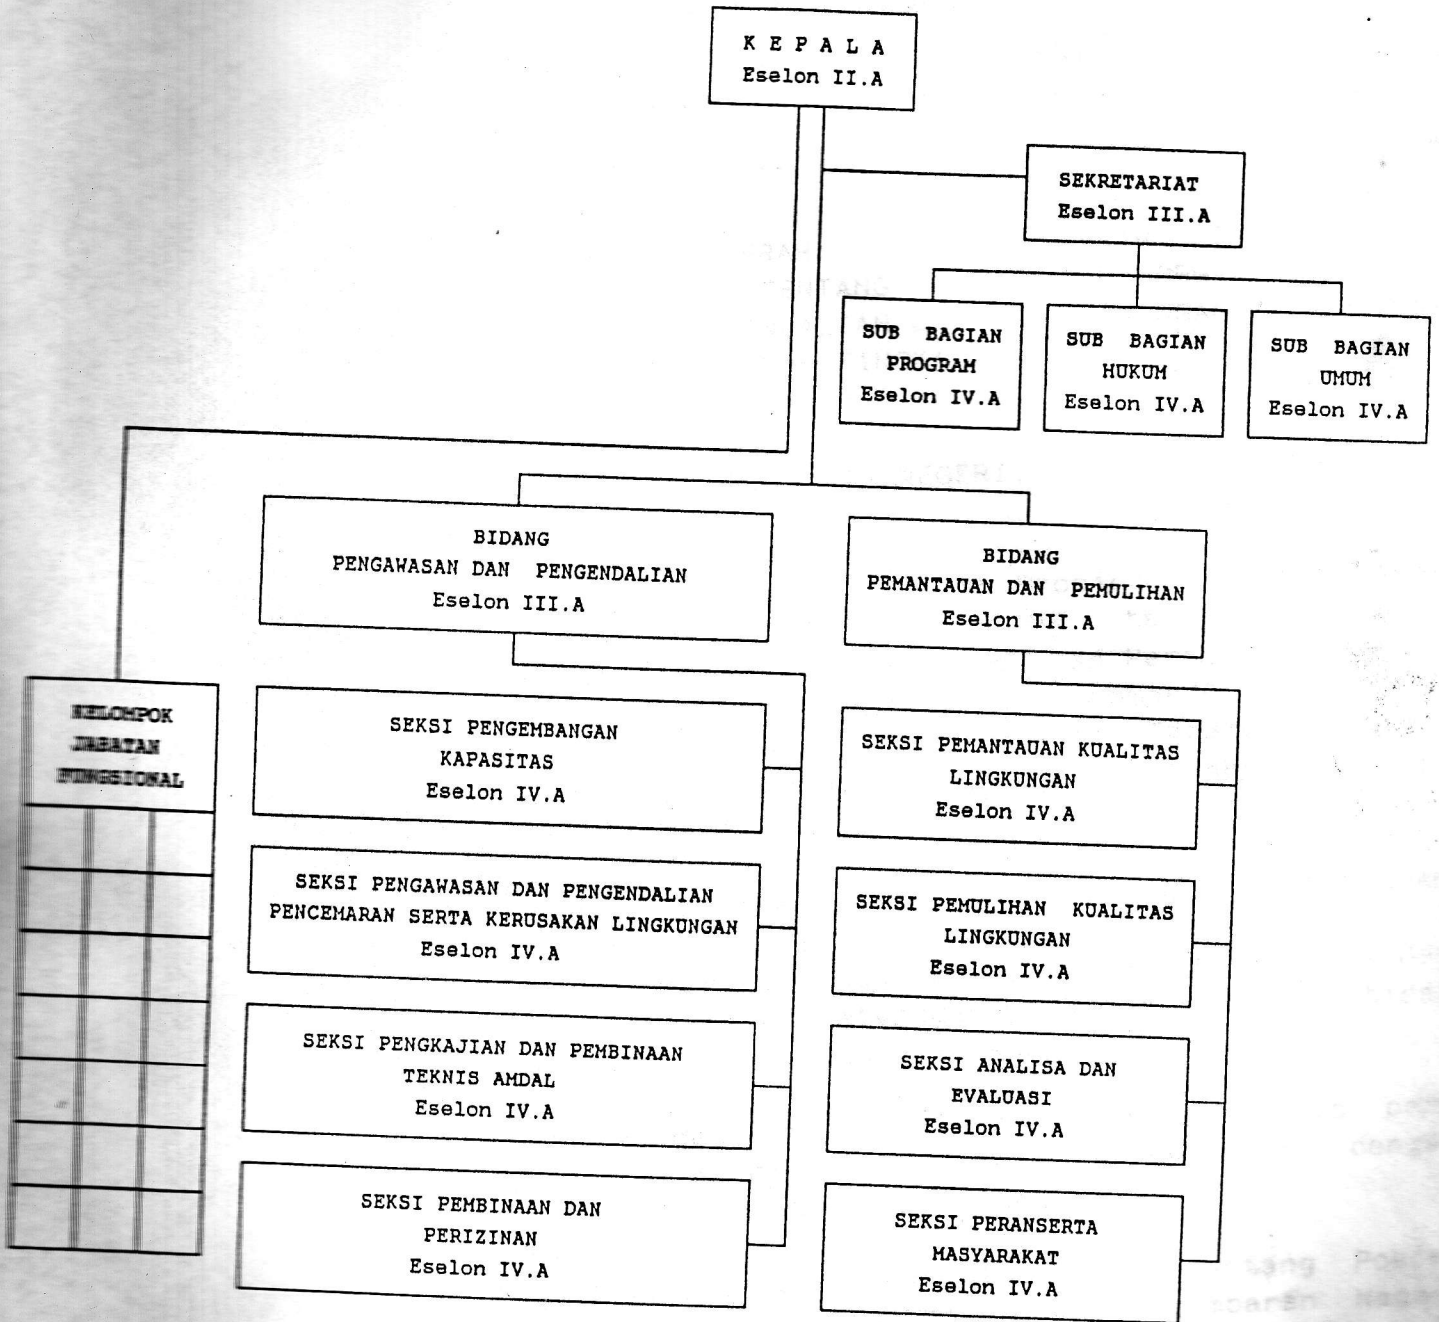 K E P A L A
Eselon II.A
SEKRETARIAT
Eselon III.A
SUB BAGIAN
PROGRAM
Eselon IV.A
SUB BAGIAN
HUKUM
Eselon IV.A
SUB BAGIAN
UMUM
Eselon IV.A
BIDANG
PENGAWASAN DAN PENGENDALIAN
Eselon III.A
BIDANG
PEMANTAUAN DAN PEMULIHAN
Eselon III.A
KELOMPOK
JABATAN
FUNGSIONAL
SEKSI PENGEMBANGAN
KAPASITAS
Eselon IV.A
SEKSI PENGAWASAN DAN PENGENDALIAN
PENCEMARAN SERTA KERUSAKAN LINGKUNGAN
Eselon IV.A
SEKSI PENGKAJIAN DAN PEMBINAAN
TEKNIS AMDAL
Eselon IV.A
SEKSI PEMBINAAN DAN
PERIZINAN
Eselon IV.A
SEKSI PEMANTAUAN KUALITAS
LINGKUNGAN
Eselon IV.A
SEKSI PEMULIHAN KUALITAS
LINGKUNGAN
Eselon IV.A
SEKSI ANALISA DAN
EVALUASI
Eselon IV.A
SEKSI PERANSERTA
MASYARAKAT
Eselon IV.A